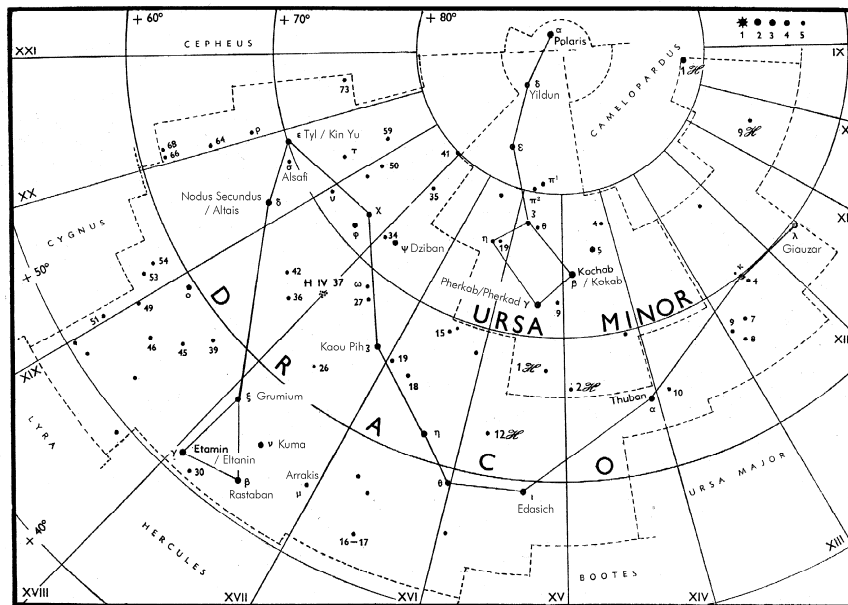 + 60°
+ 70°
+ 80°
XXI
CEPHEUS
α
Polaris
1 2 3 4 5
IX
δ
Yildun
CAMELOPARDUS
1 H
73
9 H
X
68
66
64
ρ
ε Tyl / Kin Yu
59
τ
50
41
ε
σ
Alsafi
υ
35
π¹
π²
XX
Nodus Secundus
/ Altais
δ
χ
φ
34
ψ Dziban
η
19
3
θ
4
5
XI
λ
Giauzar
CYGNUS
+ 50°
54
53
ο
42
H IV 37
36
ω
27
Kochab
β / Kokab
Pherkab/Pherkad γ
9
κ
4
D
R
A
C
O
URSA
MINOR
51
49
46
45
39
Kaou Pih 3
15
19
18
26
1 H
2 H
9
7
8
XII
XIX
LYRA
ξ Grumium
Thuban
α
10
γ
Etamin
/ Eltanin
ν Kuma
η
12 H
30
β
Rastaban
Arrakis
μ
θ
ι
Edasich
URSA MAJOR
16–17
HERCULES
+ 40°
BOOTES
XIII
XVIII
XVII
XVI
XV
XIV